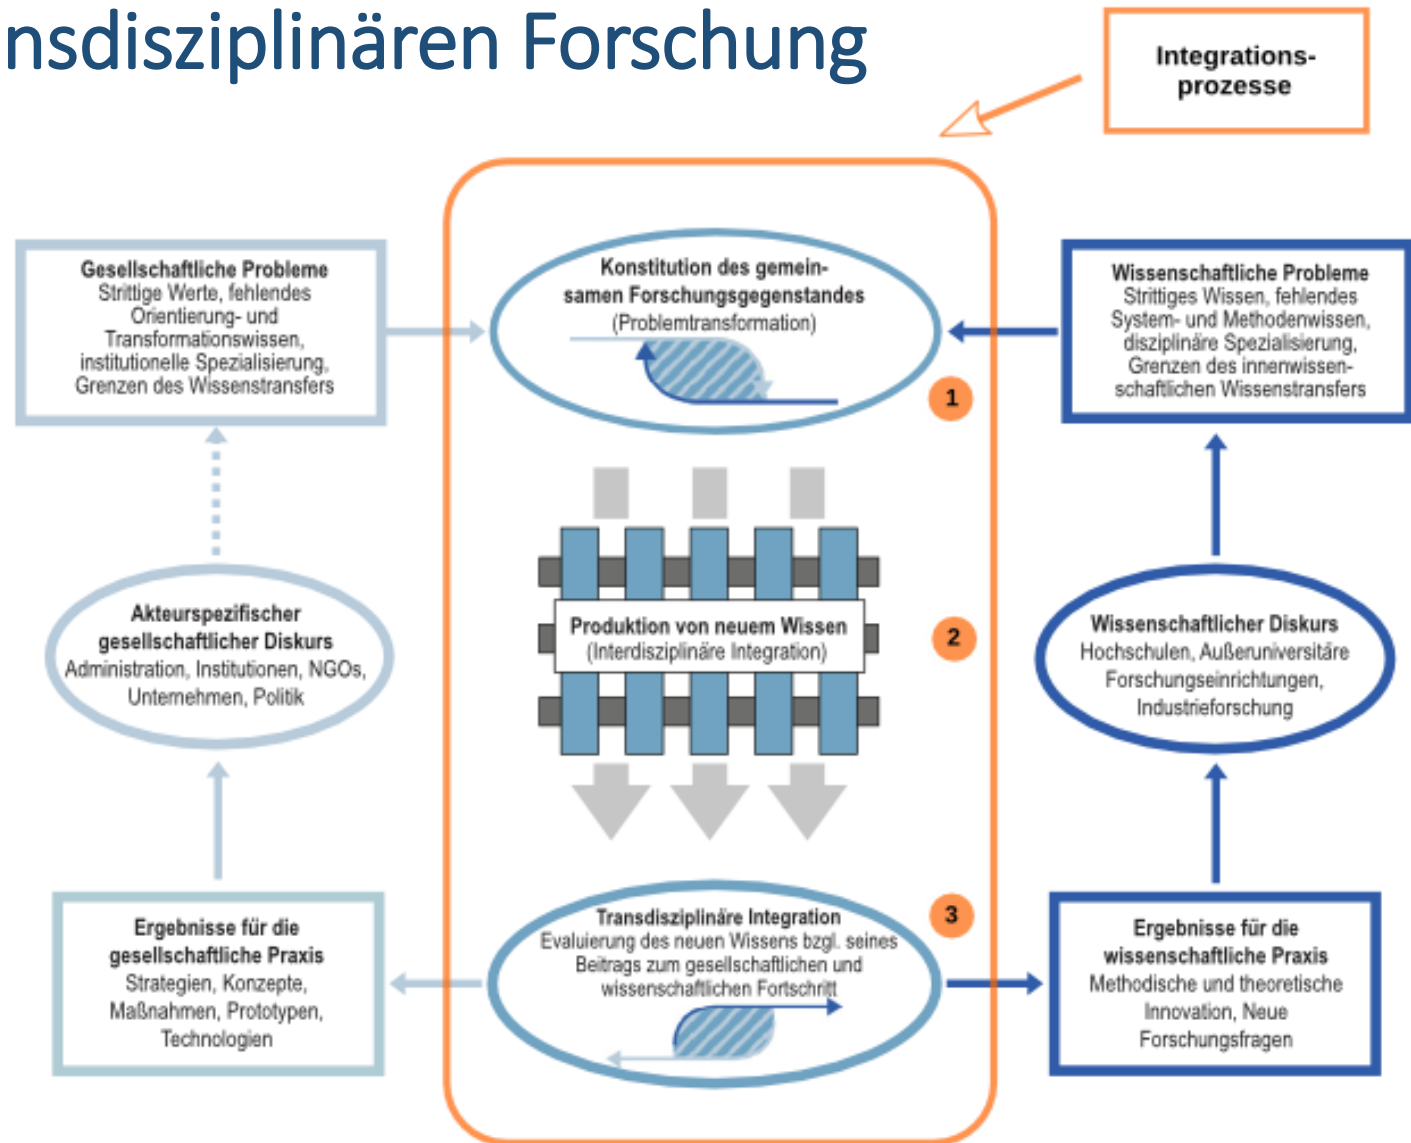 nsdisziplinären Forschung
Integrations-
prozesse
Gesellschaftliche Probleme
Strittige Werte, fehlendes
Orientierung- und
Transformationswissen,
institutionelle Spezialisierung,
Grenzen des Wissenstransfers
Konstitution des gemein-
samen Forschungsgegenstandes
(Problemtransformation)
1
Wissenschaftliche Probleme
Strittiges Wissen, fehlendes
System- und Methodenwissen,
disziplinäre Spezialisierung,
Grenzen des innenwissen-
schaftlichen Wissenstransfers
Akteurspezifischer
gesellschaftlicher Diskurs
Administration, Institutionen, NGOs,
Unternehmen, Politik
Produktion von neuem Wissen
(Interdisziplinäre Integration)
2
Wissenschaftlicher Diskurs
Hochschulen, Außeruniversitäre
Forschungseinrichtungen,
Industrieforschung
Ergebnisse für die
gesellschaftliche Praxis
Strategien, Konzepte,
Maßnahmen, Prototypen,
Technologien
Transdisziplinäre Integration
Evaluierung des neuen Wissens bzgl. seines
Beitrags zum gesellschaftlichen und
wissenschaftlichen Fortschritt
3
Ergebnisse für die
wissenschaftliche Praxis
Methodische und theoretische
Innovation, Neue
Forschungsfragen